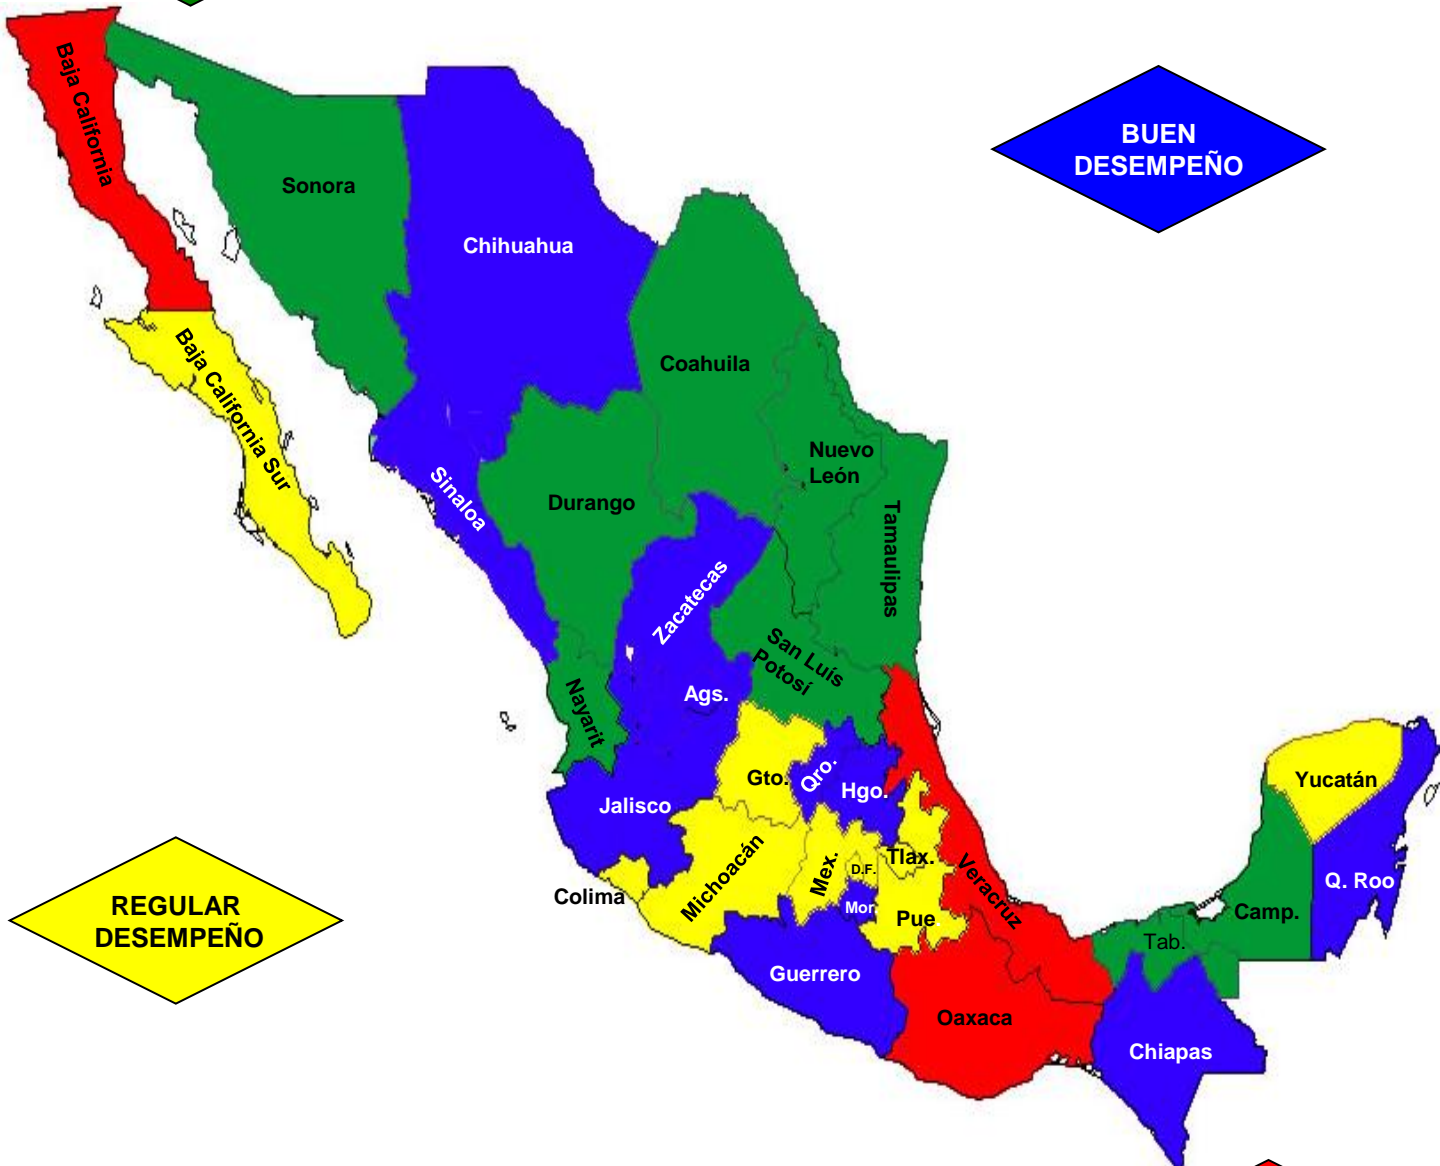 Baja California
BUEN
DESEMPEÑO
Sonora
Chihuahua
Coahuila
Baja California Sur
Nuevo
León
Durango
Sinaloa
Tamaulipas
Zacatecas
San Luís
Potosí
Ags.
Nayarit
Gto.
Qro.
Hgo.
Yucatán
Jalisco
Michoacán
Mex.
D.F.
Tlax.
Veracruz
Q. Roo
Colima
Mor.
Pue
Camp.
Tab.
REGULAR
DESEMPEÑO
Guerrero
Oaxaca
Chiapas